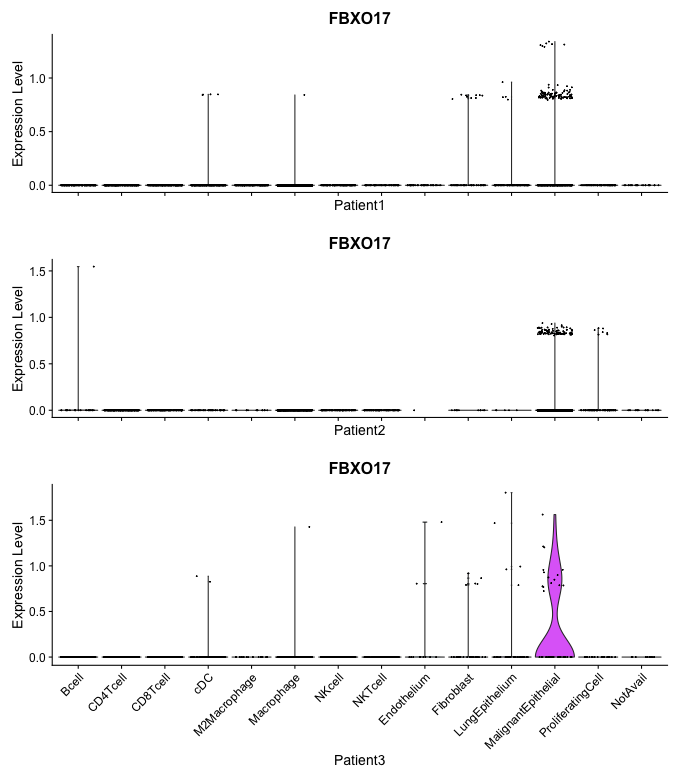 FBXO17
Expression Level
1.0
0.5
0.0
Patient1
FBXO17
Expression Level
1.5
1.0
0.5
0.0
Patient2
FBXO17
Expression Level
1.5
1.0
0.5
0.0
Bcell
CD4Tcell
CD8Tcell
cDC
M2Macrophage
Macrophage
NKcell
NKTcell
Endothelium
Fibroblast
LungEpithelium
MalignantEpithelial
ProliferatingCell
NotAvail
Patient3